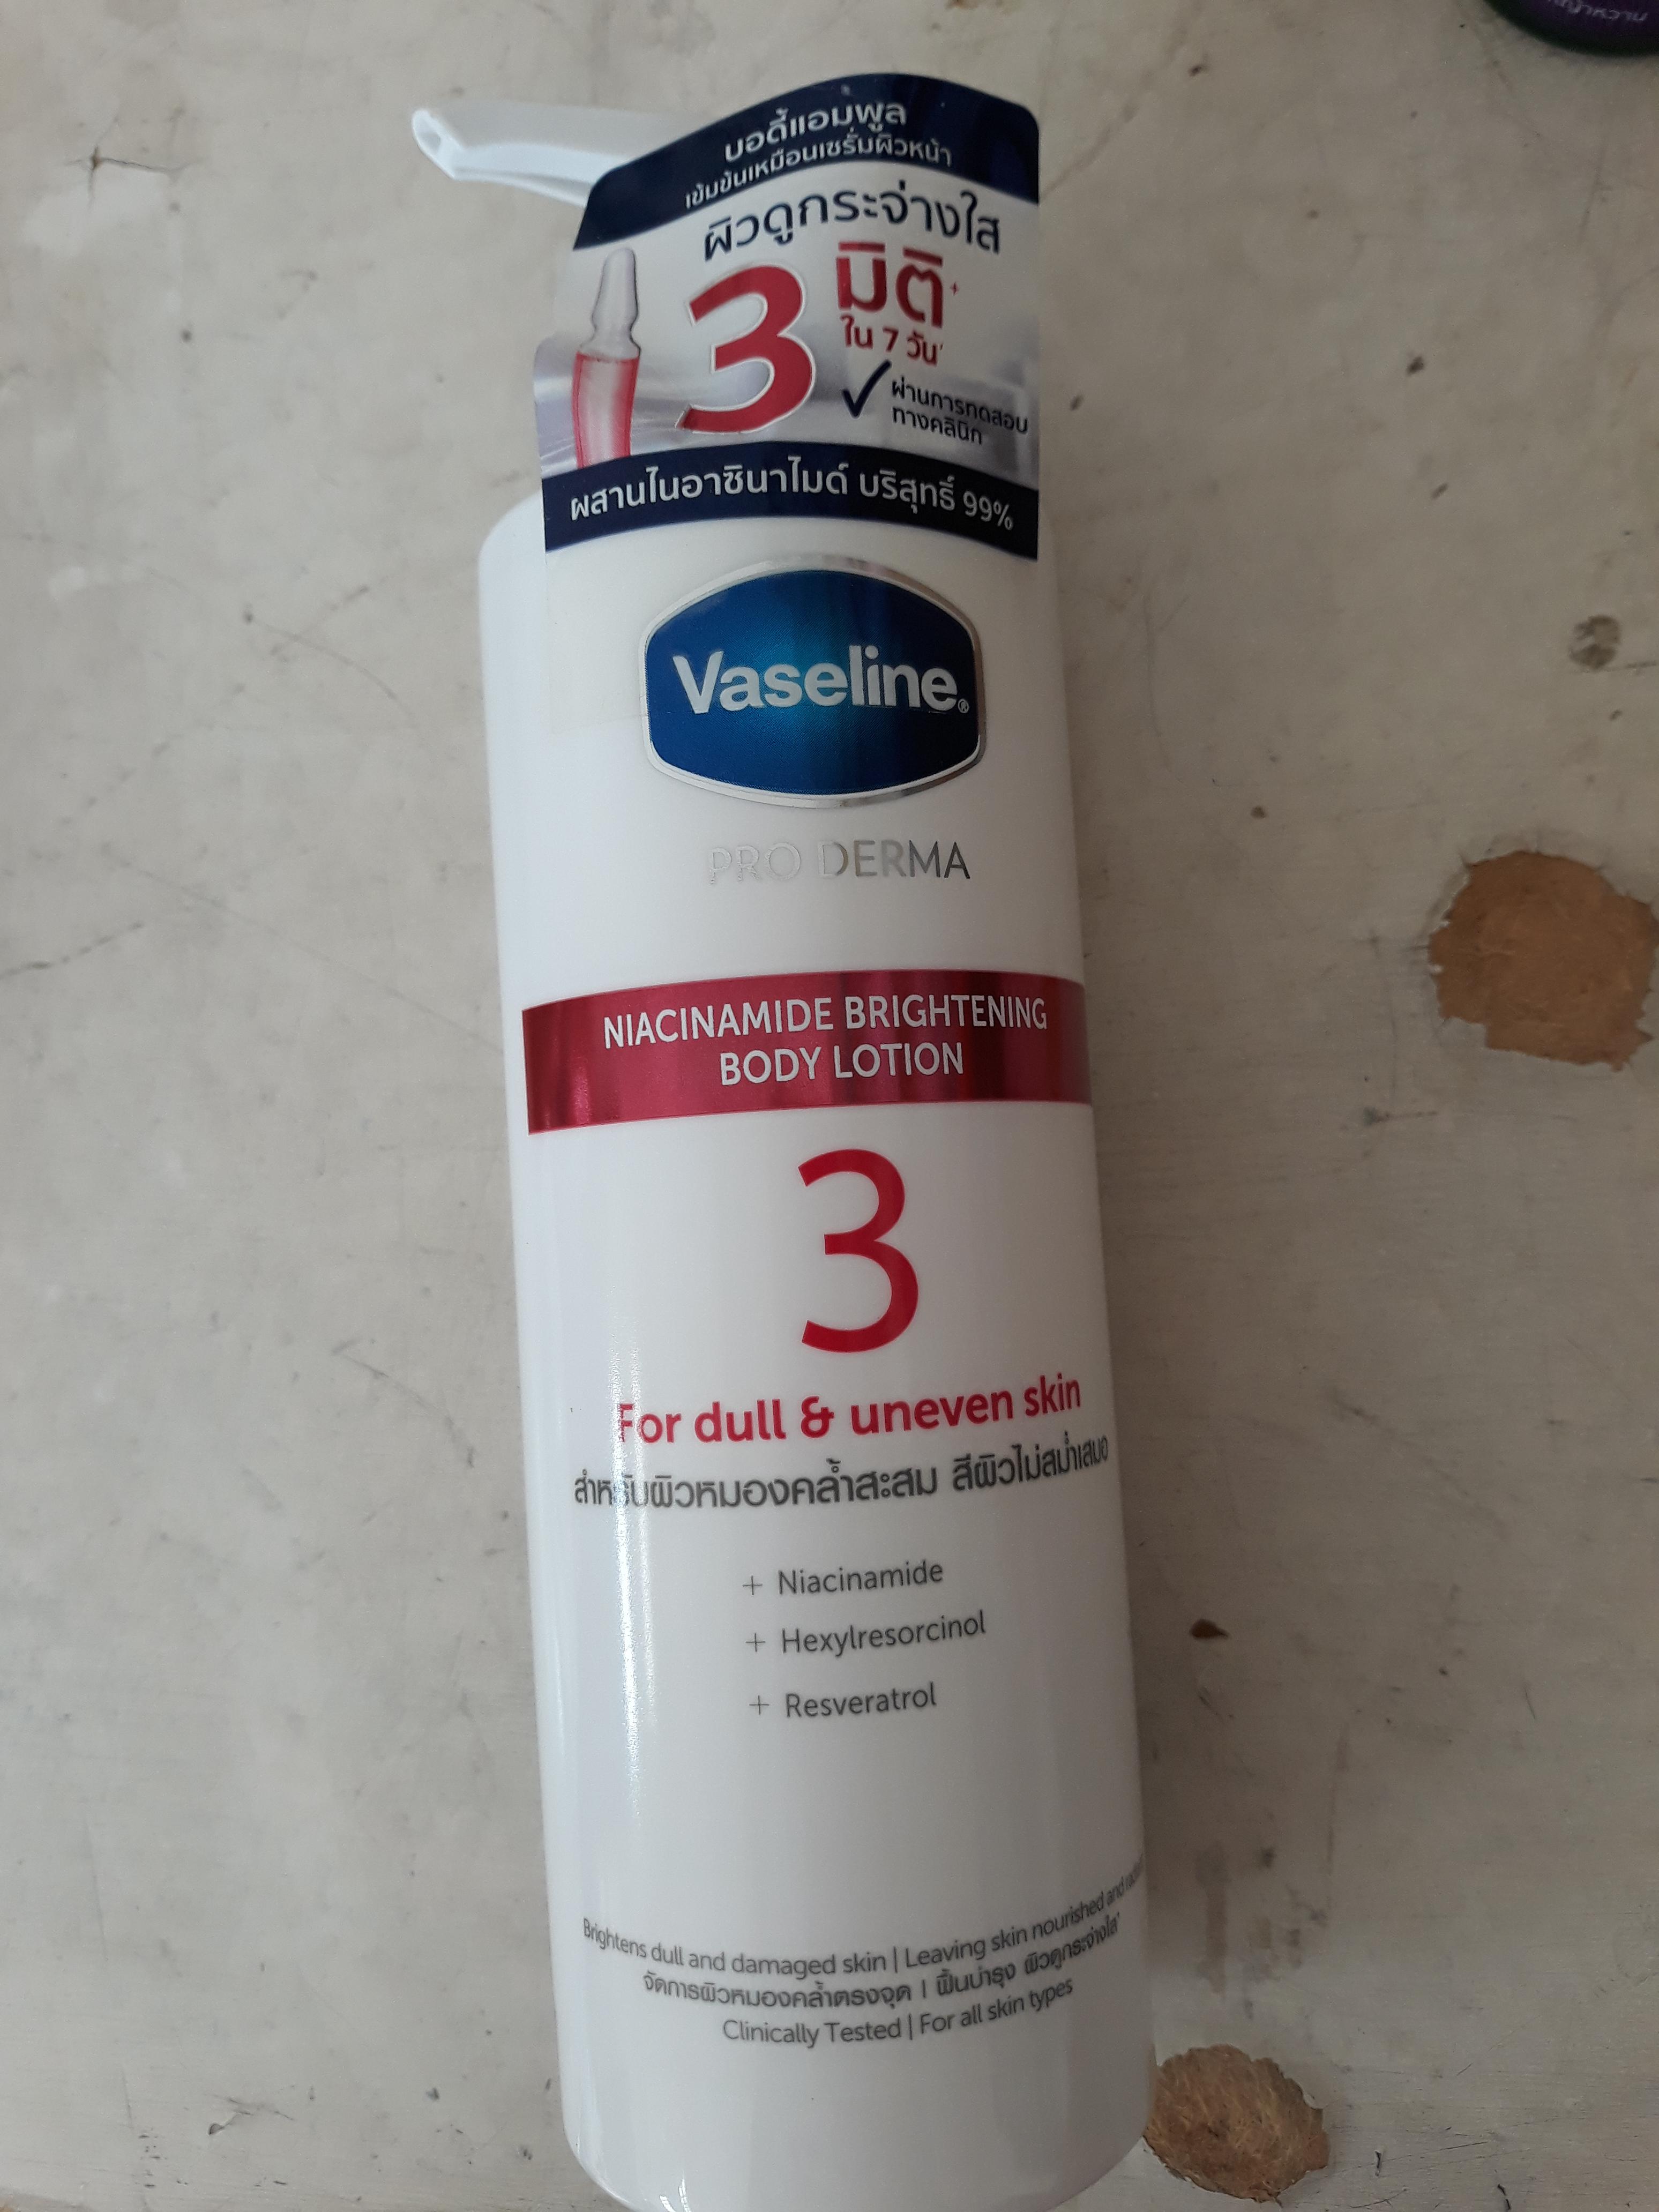 ญ้าหวาน
บอดี้แอมพูล
เข้มข้นเหมือนเซรั่มผิวหน้า
ผิวดูกระจ่างใส
3 มิติ+
ใน 7 วัน*
ผ่านการทดสอบ
ทางคลินิก
ผสานไนอาซินาไมด์ บริสุทธิ์ 99%
Vaseline®
PRO DERMA
NIACINAMIDE BRIGHTENING
BODY LOTION
3
For dull & uneven skin
สำหรับผิวหมองคล้ำสะสม สีผิวไม่สม่ำเสมอ
+ Niacinamide
+ Hexylresorcinol
+ Resveratrol
Brightens dull and damaged skin | Leaving skin nourished and
จัดการผิวหมองคล้ำตรงจุด | ฟื้นบำรุง ผิวดูกระจ่างใส*
Clinically Tested | For all skin types